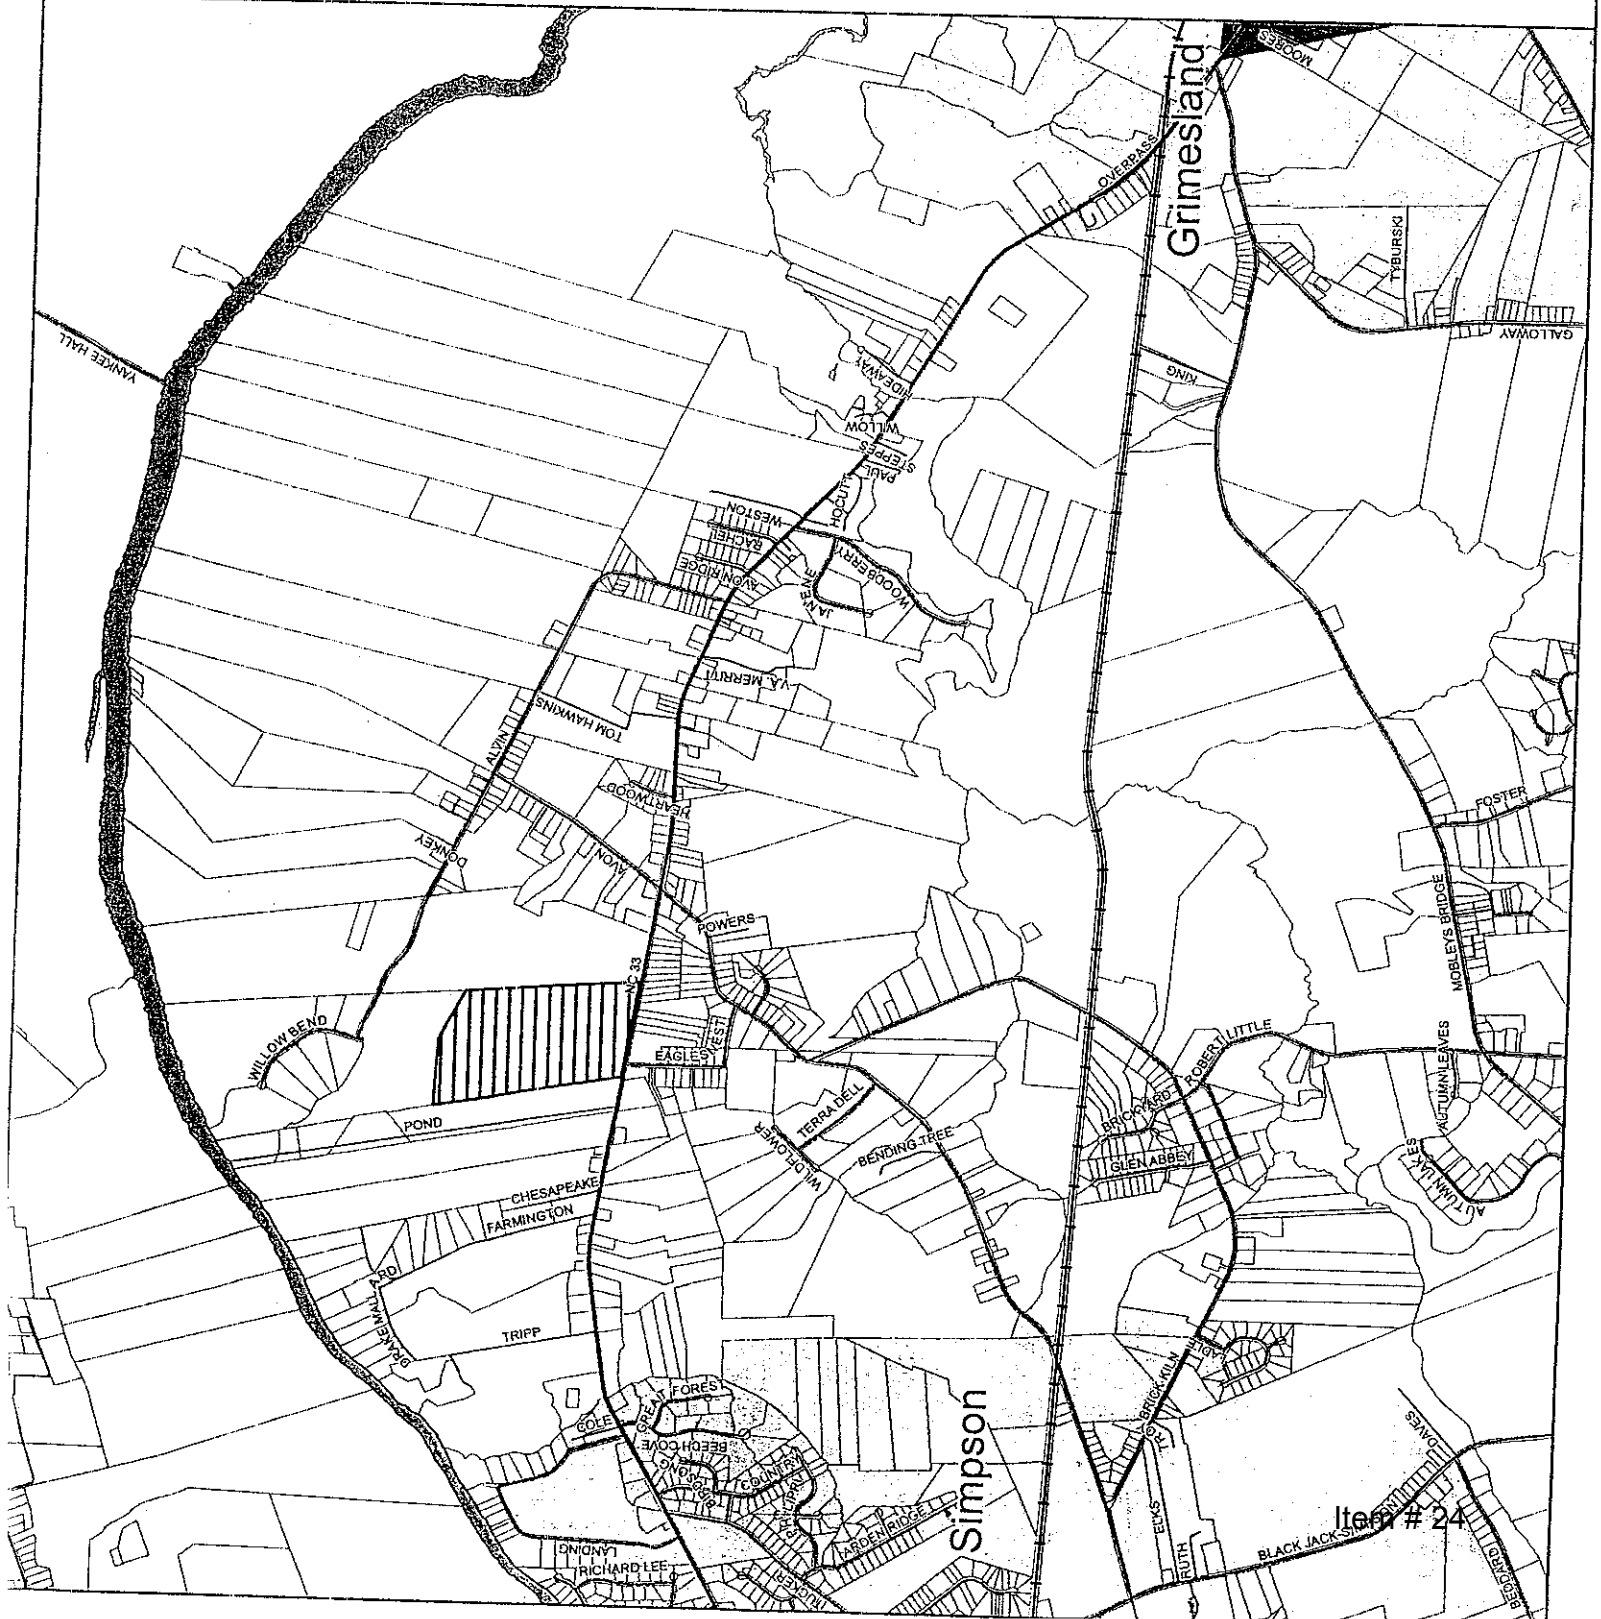 MOORES
Grimesland
OVERPASS
TYBURSKI
GALLOWAY
YANKEE HALL
KING
HIDEAWAY
WILLOW
STEPPES
PAUL
HOCUTT
WESTON
RACHEL
AVON RIDGE
WOODBERRY
JANENE
V.A. MERRITT
TOM HAWKINS
ALVIN
HEARTWOOD
FOSTER
DONKEY
AVON
MOBLEYS BRIDGE
POWERS
NC 33
WILLOW BEND
EAGLES
ROBERT LITTLE
AUTUMN LEAVES
POND
TERRA DELL
BRICKYARD
WILDFLOWER
BENDING TREE
GLEN ABBEY
AUTUMN LAKES
CHESAPEAKE
FARMINGTON
DRAKE MALLARD
TRIPP
BRICK KILN
GREAT FOREST
COLE
BEECH COVE
BIRDSONG
COUNTRY
Simpson
DAVES
ARDEN RIDGE
ELKS
Item # 24
LANDING
RICHARD LEE
TUCKER
RUTH
BLACK JACK-SIMPSON
BEDDARD